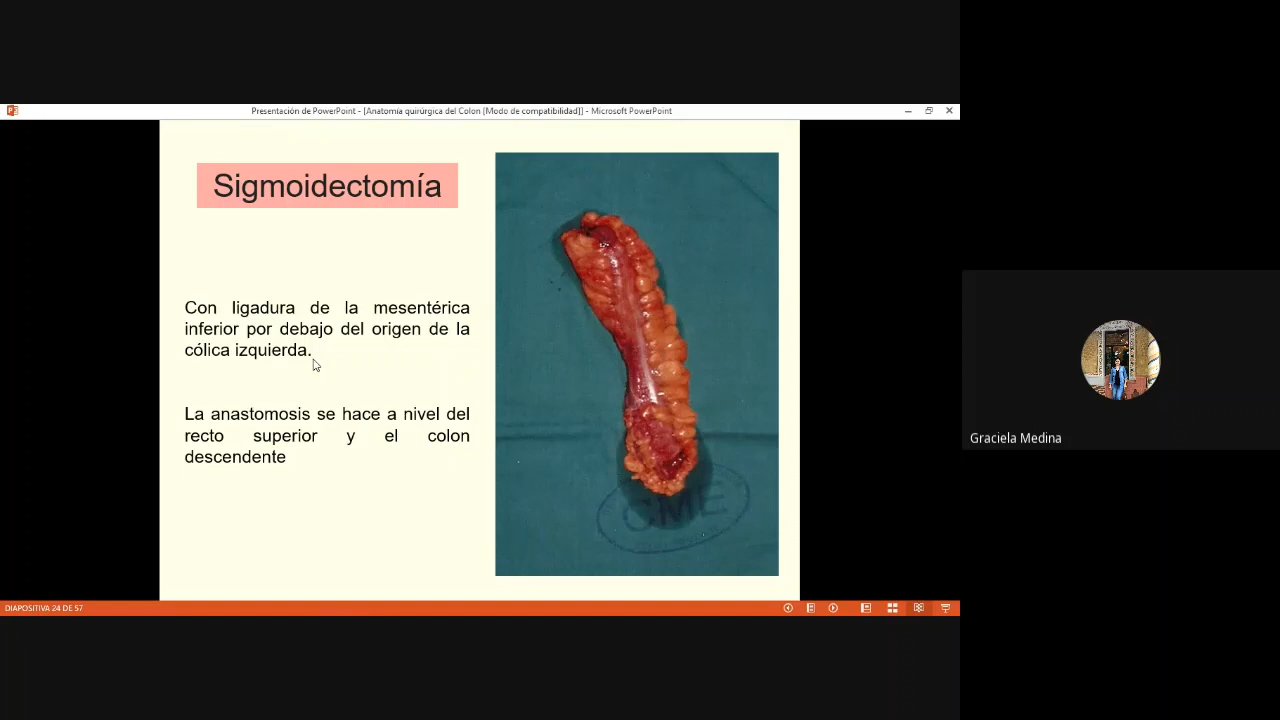 Presentación de PowerPoint - [Anatomía quirúrgica del Colon [Modo de compatibilidad]] - Microsoft PowerPoint
Sigmoidectomía
Con ligadura de la mesentérica
inferior por debajo del origen de la
cólica izquierda.
La anastomosis se hace a nivel del
recto superior y el colon
descendente
CME
Graciela Medina
DIAPOSITIVA 24 DE 57